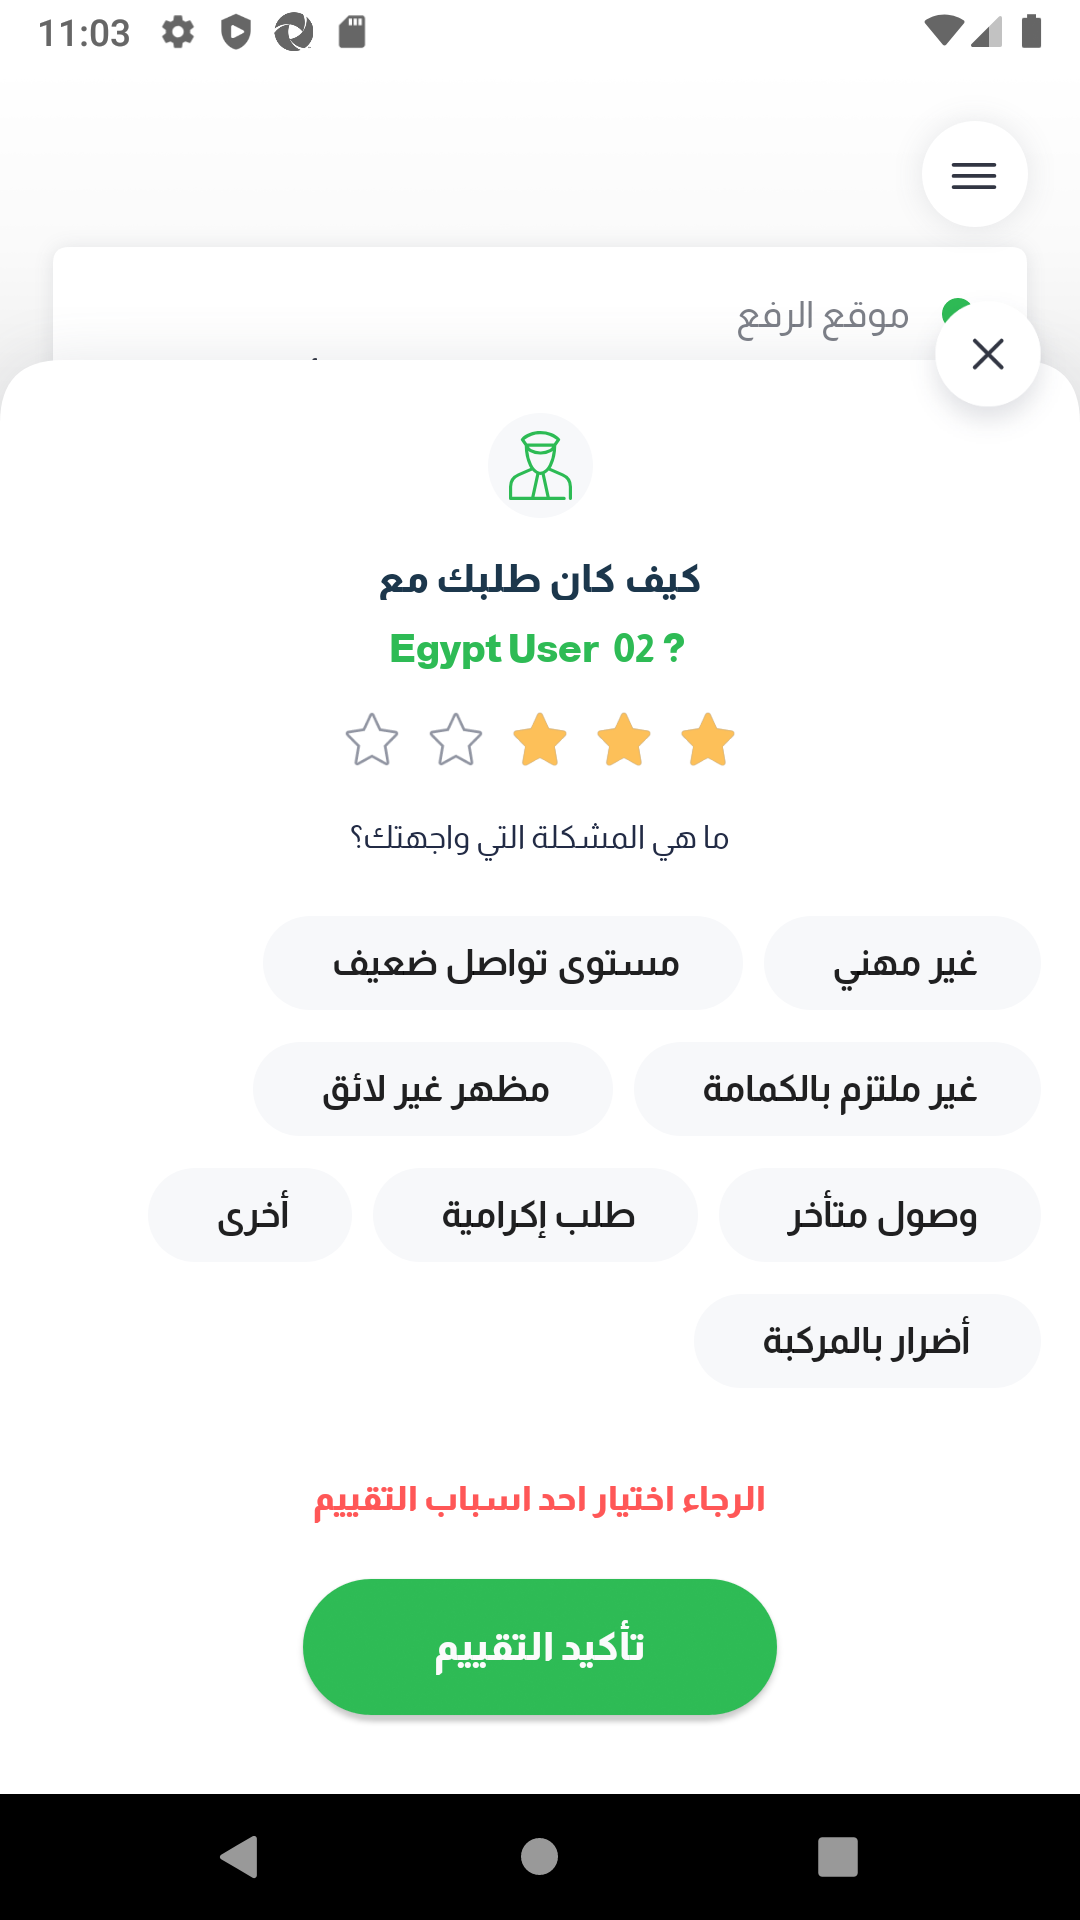 11:03
موقع الرفع
كيف كان طلبك مع
Egypt User 02 ?
ما هي المشكلة التي واجهتك؟
غير مهني
مستوى تواصل ضعيف
غير ملتزم بالكمامة
مظهر غير لائق
وصول متأخر
طلب إكرامية
أخرى
أضرار بالمركبة
الرجاء اختيار احد اسباب التقييم
تأكيد التقييم